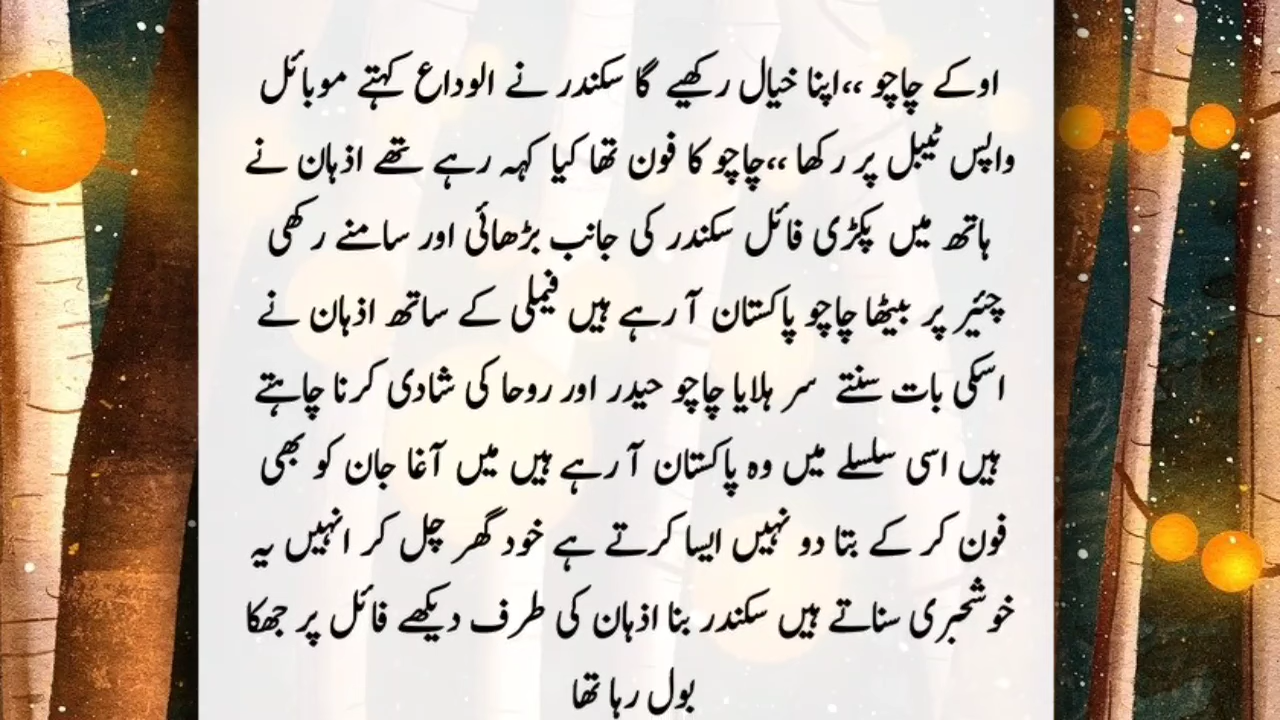 اوکے چاچو ،،اپنا خیال رکھیے گا سکندر نے الوداع کہتے موبائل
واپس ٹیبل پر رکھا ،،چاچو کا فون تھا کیا کہہ رہے تھے اذہان نے
ہاتھ میں پکڑی فائل سکندر کی جانب بڑھائی اور سامنے رکھی
چئیر پر بیٹھا چاچو پاکستان آ رہے ہیں فیملی کے ساتھ اذہان نے
اسکی بات سنتے سر ہلایا چاچو حیدر اور روحا کی شادی کرنا چاہتے
ہیں اسی سلسلے میں وہ پاکستان آ رہے ہیں میں آغا جان کو بھی
فون کر کے بتا دو نہیں ایسا کرتے ہے خود گھر چل کر انہیں یہ
خوشخبری سناتے ہیں سکندر بنا اذہان کی طرف دیکھے فائل پر جھکا
بول رہا تھا